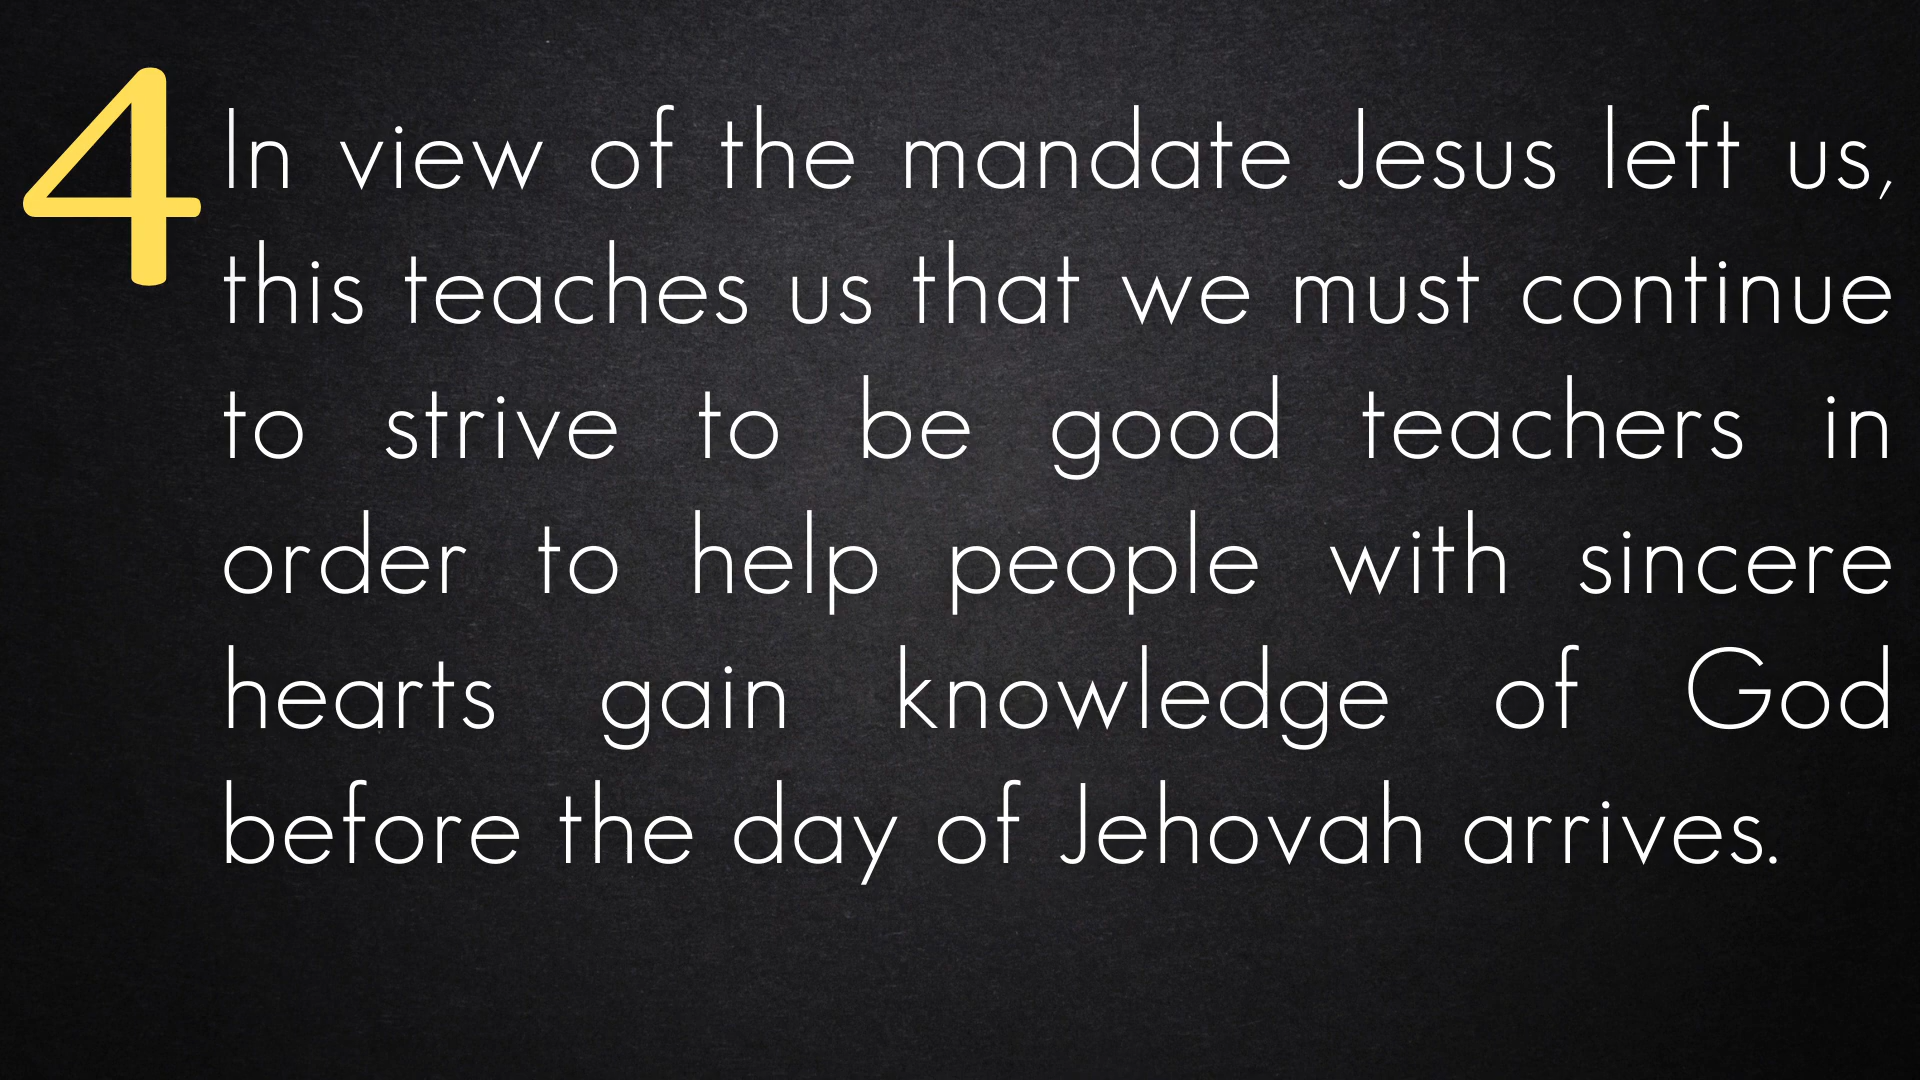 4 In view of the mandate Jesus left us,
this teaches us that we must continue
to strive to be good teachers in
order to help people with sincere
hearts gain knowledge of God
before the day of Jehovah arrives.